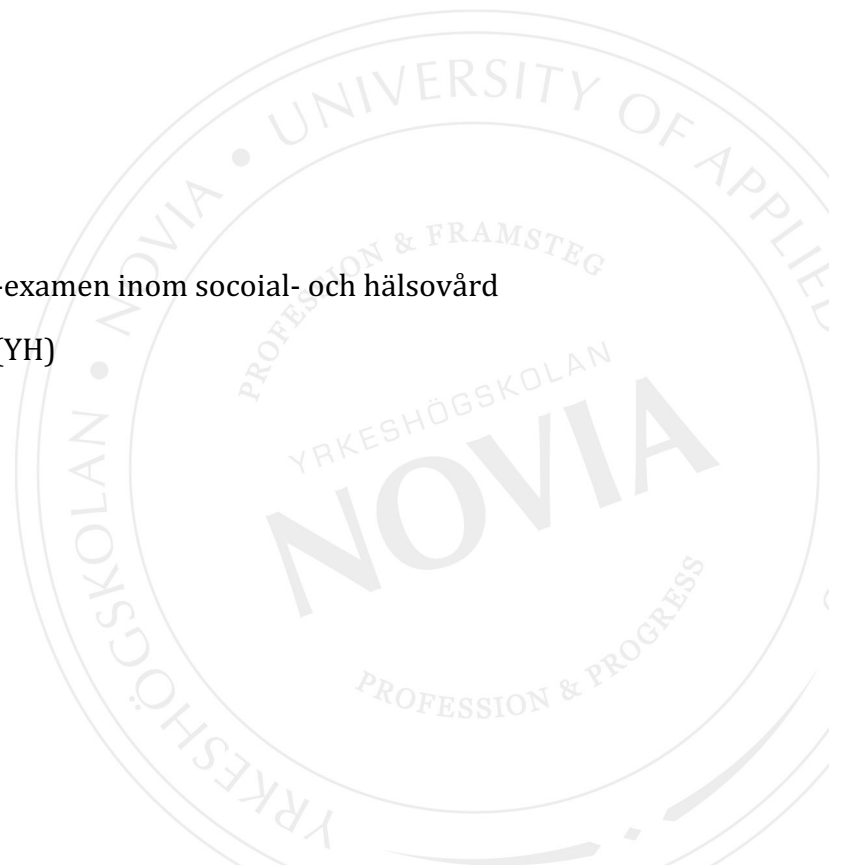 NOVIA • UNIVERSITY OF APPLIED
PROFESSION & FRAMSTEG
-examen inom socoial- och hälsovård
(YH)
YRKESHÖGSKOLAN
NOVIA
PROFESSION & PROGRESS
YRKESHÖGSKOLAN •